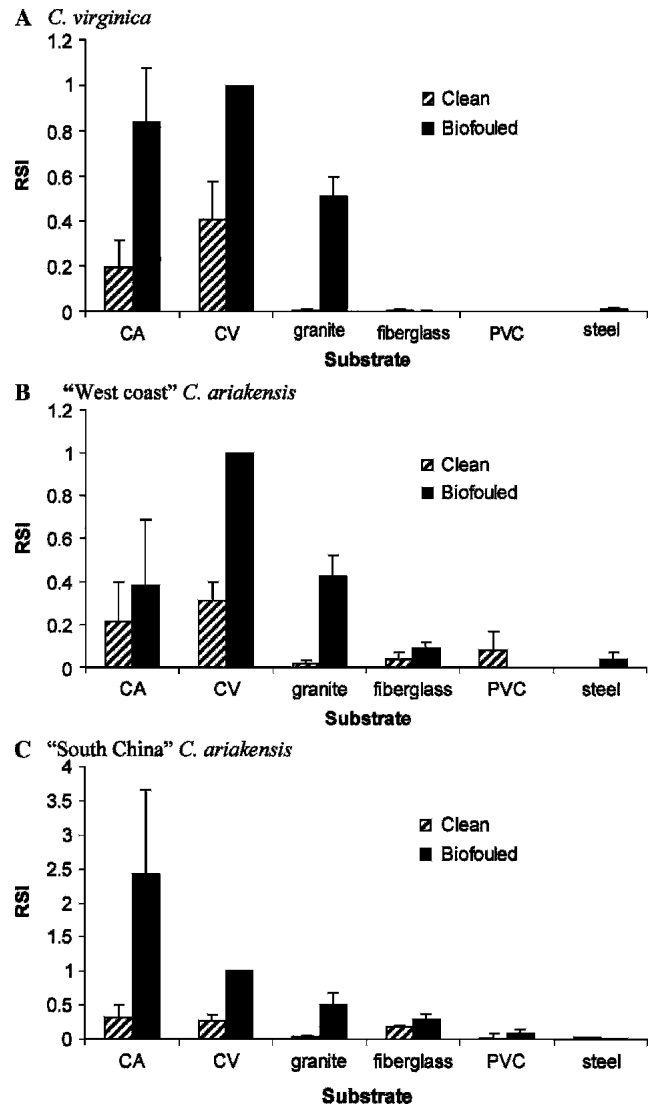 A C. virginica
1.2
1
0.8
0.6
0.4
0.2
0
RSI
Clean
Biofouled
CA CV granite fiberglass PVC steel
Substrate
B “West coast” C. ariakensis
1.2
1
0.8
0.6
0.4
0.2
0
RSI
Clean
Biofouled
CA CV granite fiberglass PVC steel
Substrate
C “South China” C. ariakensis
4
3.5
3
2.5
2
1.5
1
0.5
0
RSI
Clean
Biofouled
CA CV granite fiberglass PVC steel
Substrate